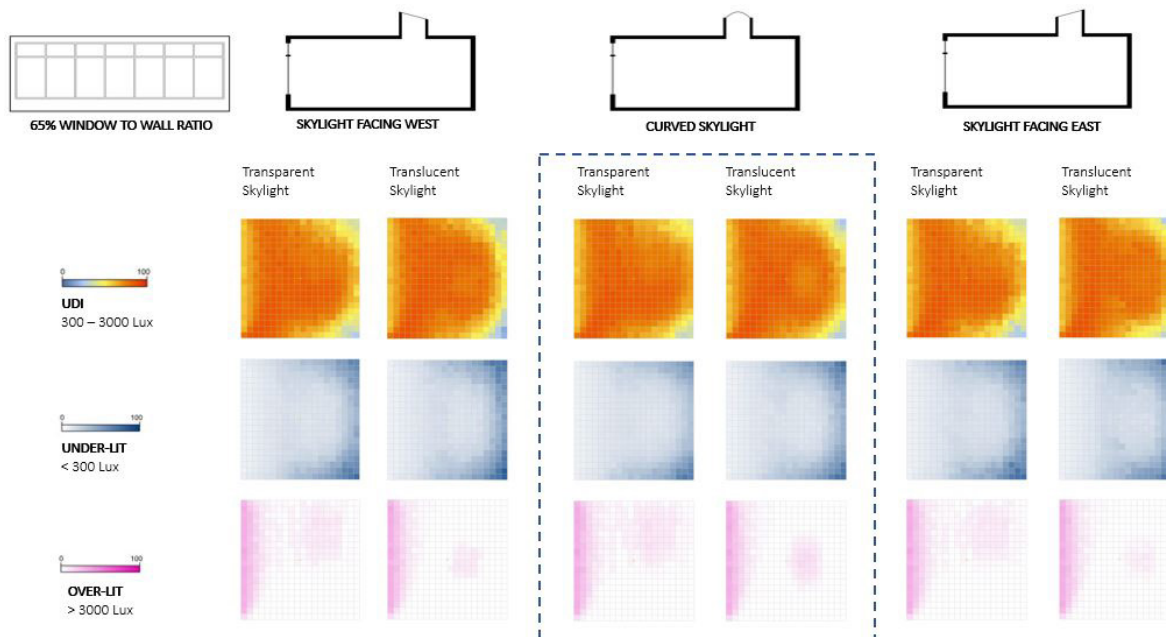 65% WINDOW TO WALL RATIO
SKYLIGHT FACING WEST
CURVED SKYLIGHT
SKYLIGHT FACING EAST
Transparent
Skylight
Translucent
Skylight
Transparent
Skylight
Translucent
Skylight
Transparent
Skylight
Translucent
Skylight
0 100
UDI
300 – 3000 Lux
0 100
UNDER-LIT
< 300 Lux
0 100
OVER-LIT
> 3000 Lux